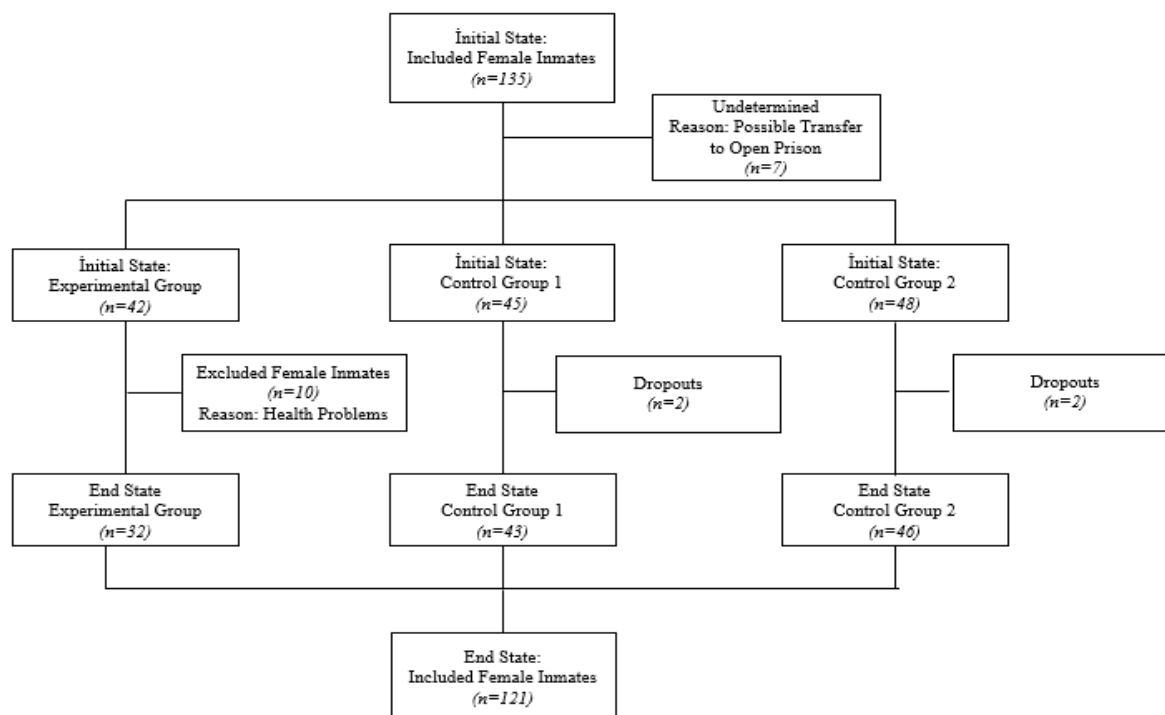 İnitial State:
Included Female Inmates
(n=135)
Undetermined
Reason: Possible Transfer
to Open Prison
(n=7)
İnitial State:
Experimental Group
(n=42)
İnitial State:
Control Group 1
(n=45)
İnitial State:
Control Group 2
(n=48)
Excluded Female Inmates
(n=10)
Reason: Health Problems
Dropouts
(n=2)
Dropouts
(n=2)
End State
Experimental Group
(n=32)
End State
Control Group 1
(n=43)
End State
Control Group 2
(n=46)
End State:
Included Female Inmates
(n=121)